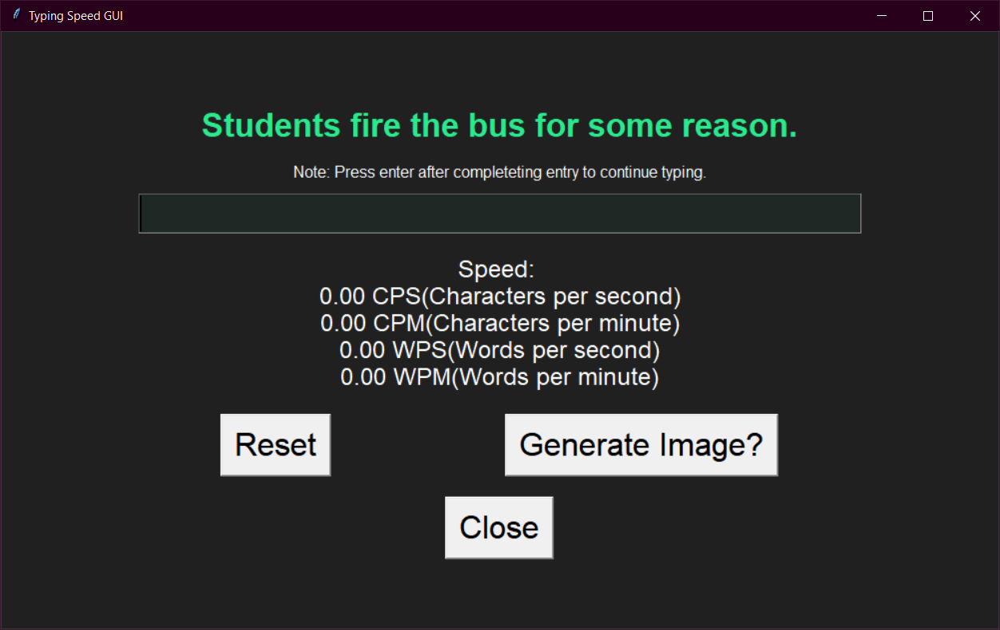 Typing Speed GUI
Students fire the bus for some reason.
Note: Press enter after completeting entry to continue typing.
Speed:
0.00 CPS(Characters per second)
0.00 CPM(Characters per minute)
0.00 WPS(Words per second)
0.00 WPM(Words per minute)
Reset
Generate Image?
Close